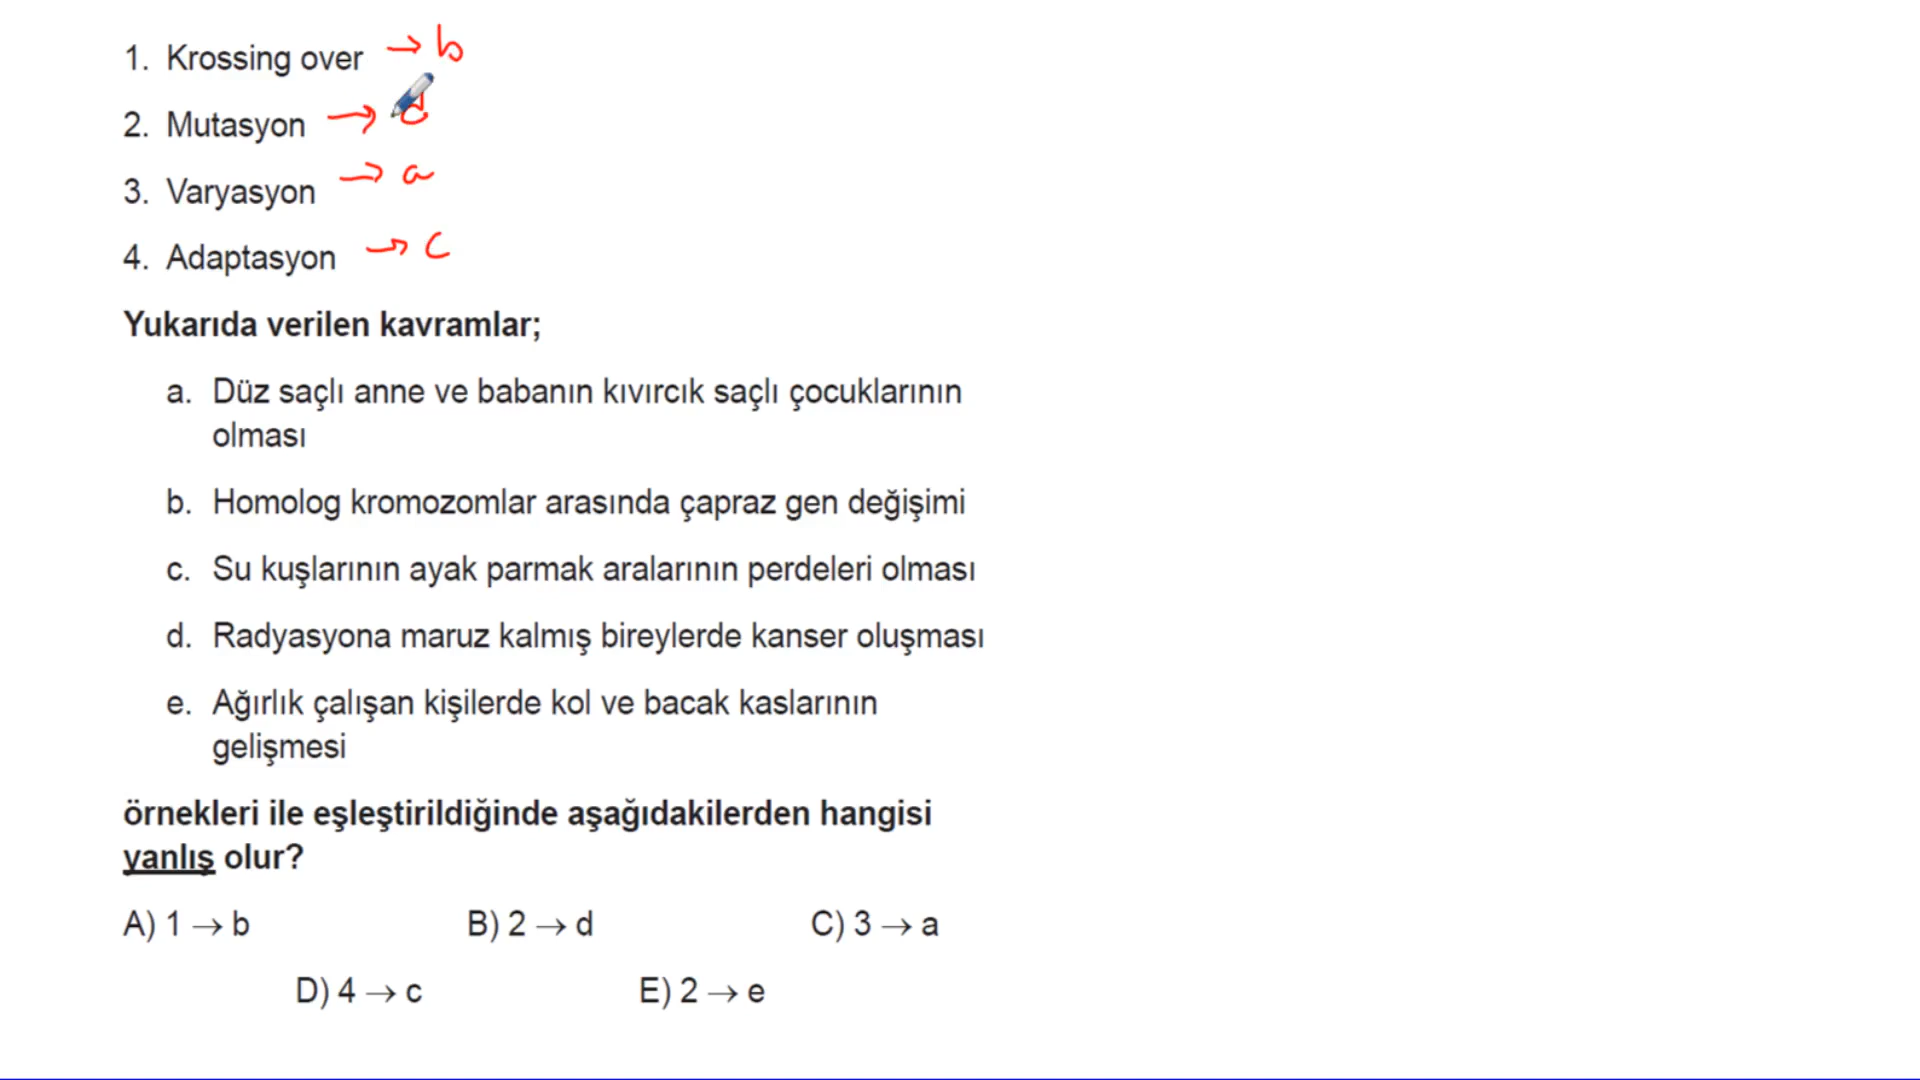 1. Krossing over → b
2. Mutasyon → d
3. Varyasyon → a
4. Adaptasyon → c
Yukarıda verilen kavramlar;
a. Düz saçlı anne ve babanın kıvırcık saçlı çocuklarının
olması
b. Homolog kromozomlar arasında çapraz gen değişimi
c. Su kuşlarının ayak parmak aralarının perdeleri olması
d. Radyasyona maruz kalmış bireylerde kanser oluşması
e. Ağırlık çalışan kişilerde kol ve bacak kaslarının
gelişmesi
örnekleri ile eşleştirildiğinde aşağıdakilerden hangisi
yanlış olur?
A) 1 → b B) 2 → d C) 3 → a
D) 4 → c E) 2 → e